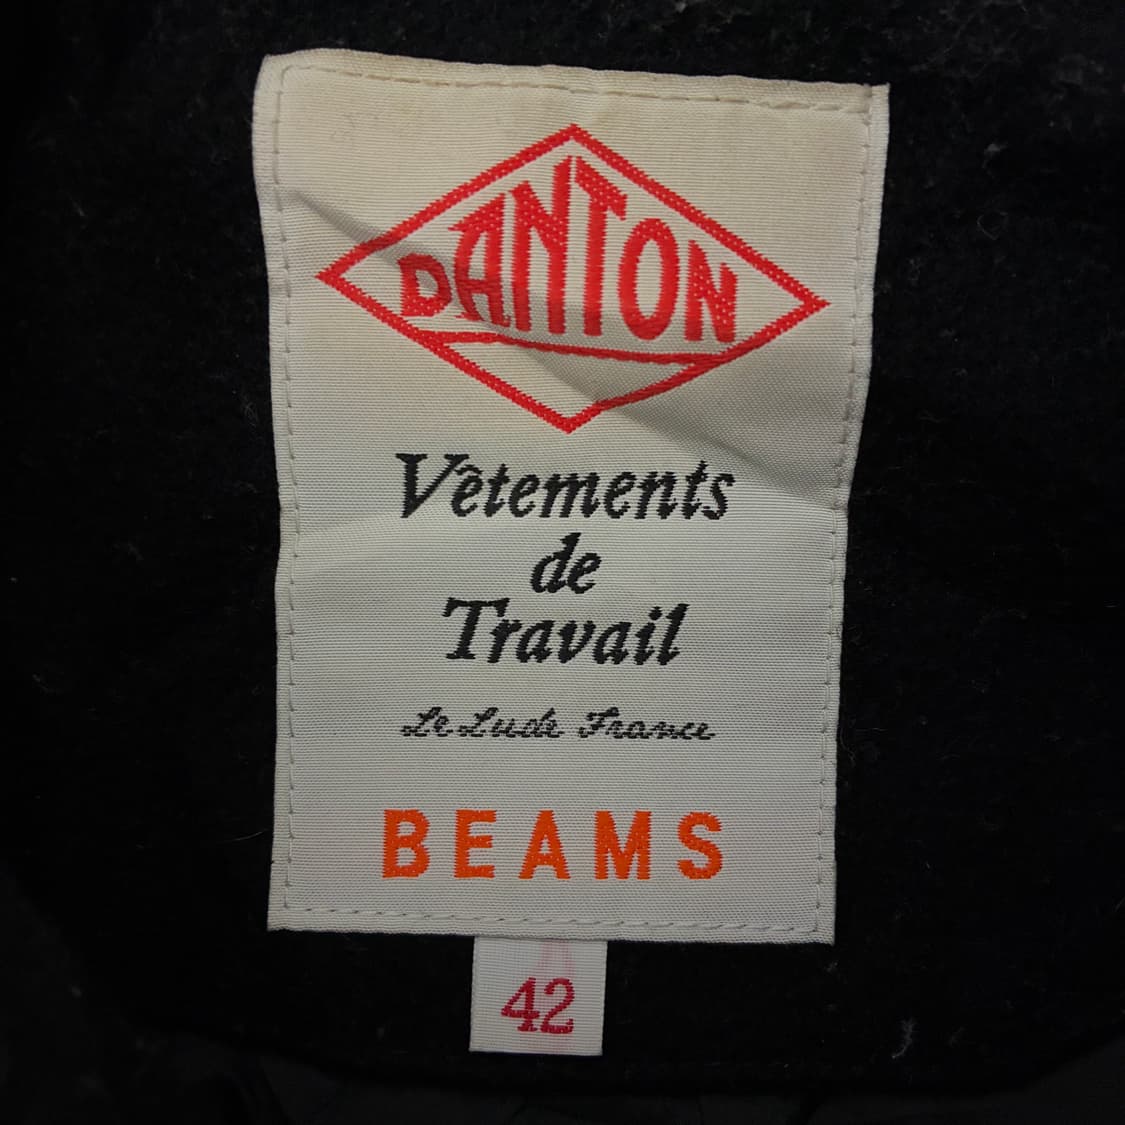 DANTON
Vêtements
de
Travail
Le Lude France
BEAMS
42